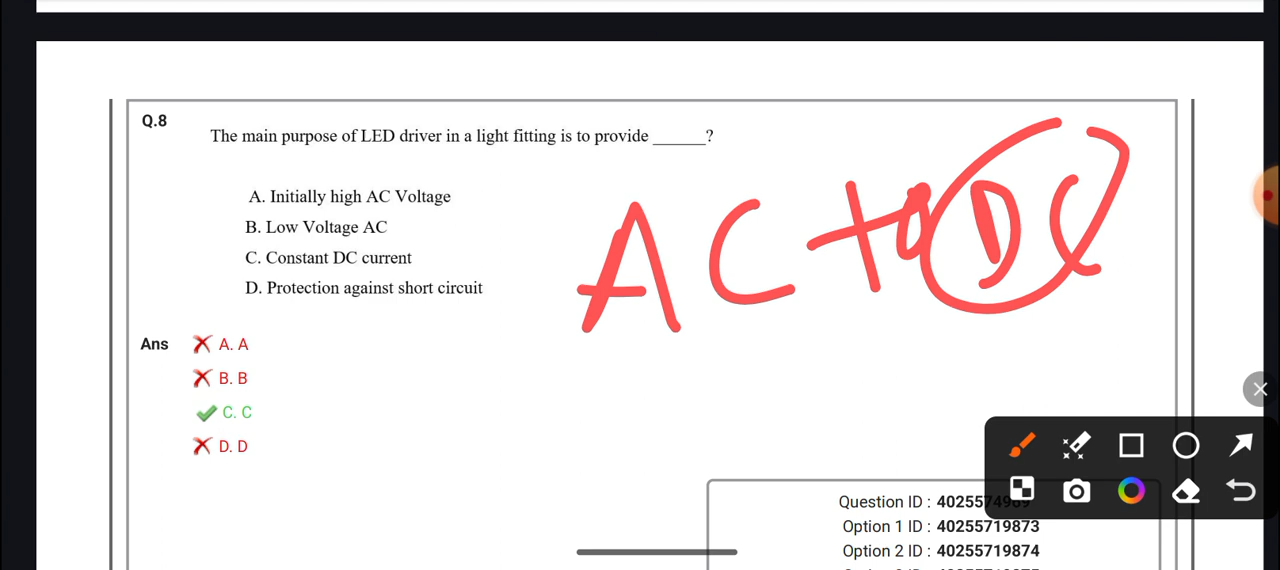 Q.8
The main purpose of LED driver in a light fitting is to provide ______?
A. Initially high AC Voltage
B. Low Voltage AC
C. Constant DC current
D. Protection against short circuit
AC to DC
Ans A. A
B. B
C. C
D. D
Question ID : 4025574989
Option 1 ID : 40255719873
Option 2 ID : 40255719874